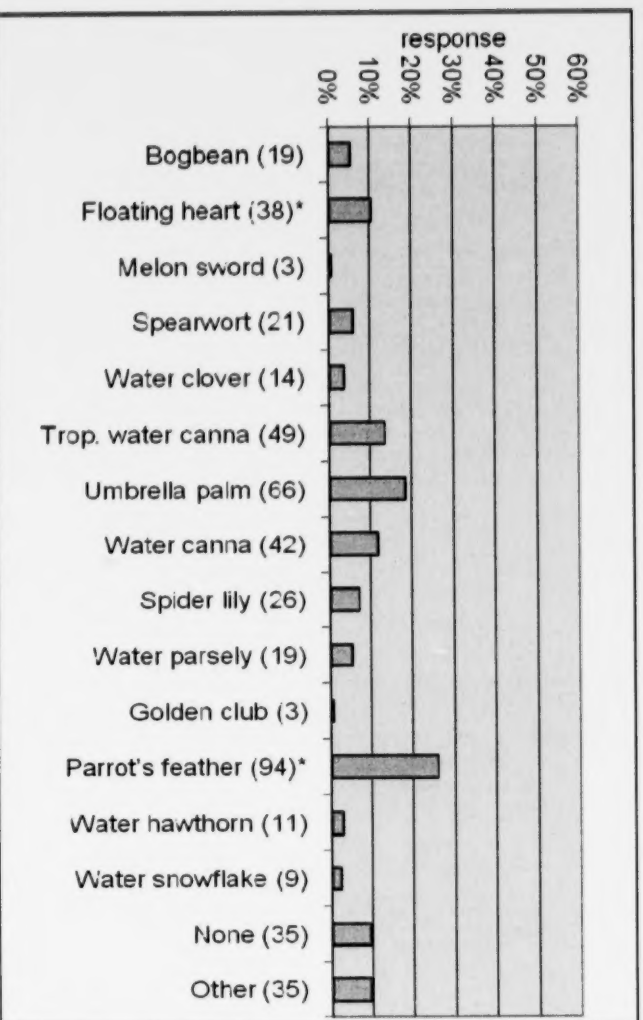 response
0% 10% 20% 30% 40% 50% 60%
Bogbean (19)
Floating heart (38)*
Melon sword (3)
Spearwort (21)
Water clover (14)
Trop. water canna (49)
Umbrella palm (66)
Water canna (42)
Spider lily (26)
Water parsely (19)
Golden club (3)
Parrot's feather (94)*
Water hawthorn (11)
Water snowflake (9)
None (35)
Other (35)